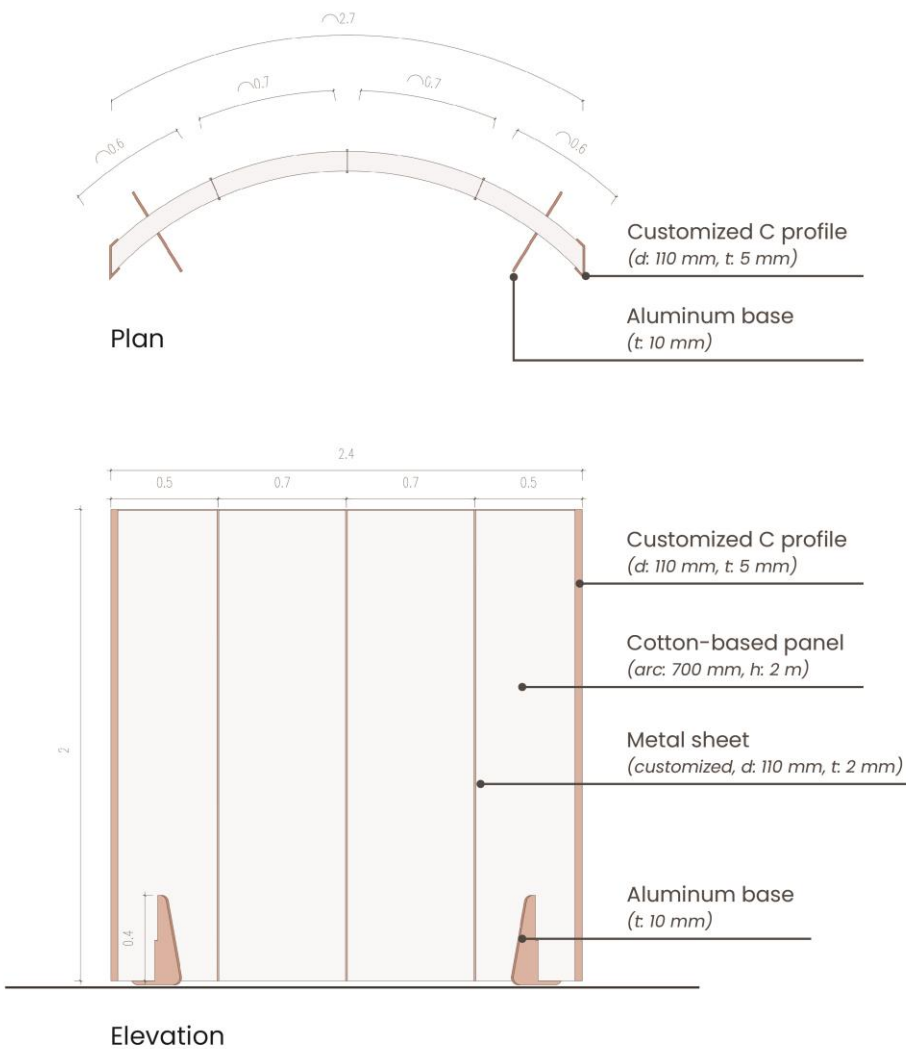 ⌒2.7
⌒0.7
⌒0.7
⌒0.6
⌒0.6
Customized C profile
(d: 110 mm, t: 5 mm)
Aluminum base
(t: 10 mm)
Plan
2.4
0.5
0.7
0.7
0.5
Customized C profile
(d: 110 mm, t: 5 mm)
Cotton-based panel
(arc: 700 mm, h: 2 m)
Metal sheet
(customized, d: 110 mm, t: 2 mm)
2
Aluminum base
(t: 10 mm)
0.4
Elevation